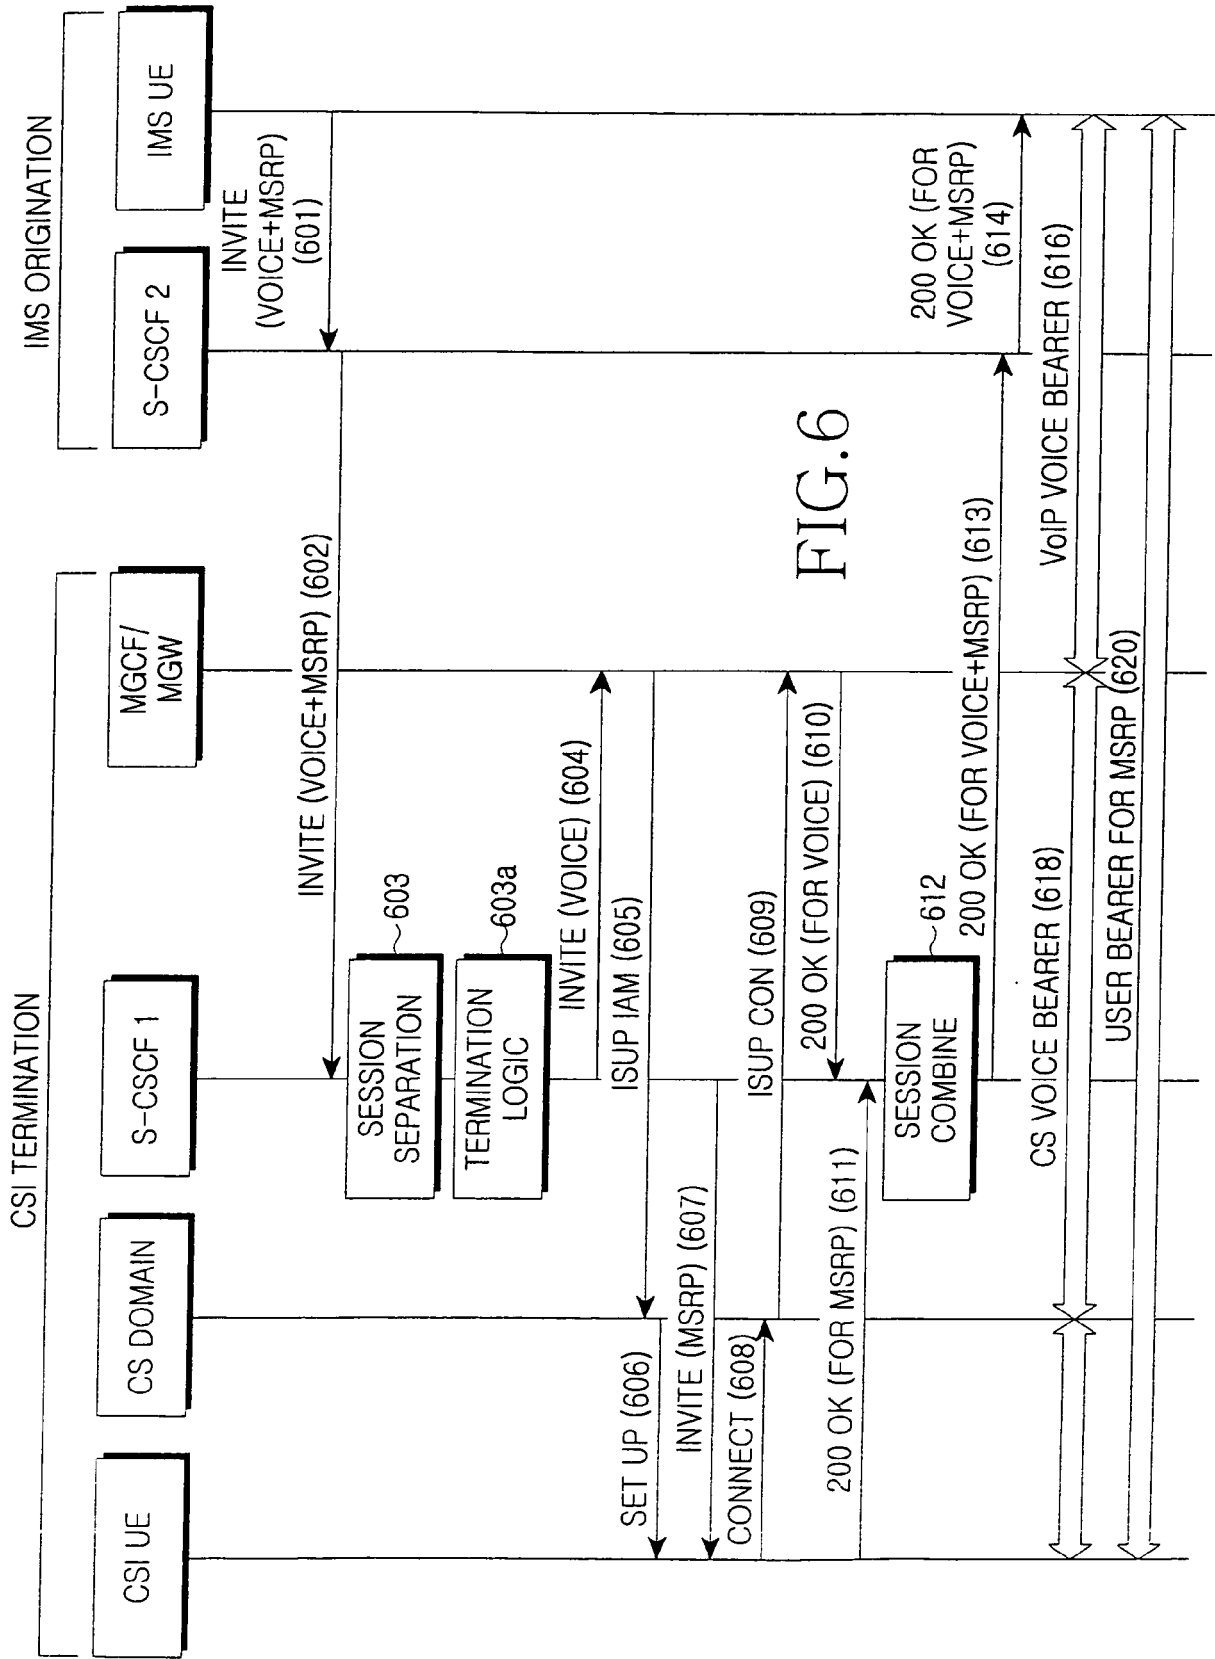 CSI TERMINATION
IMS ORIGINATION
CSI UE
CS DOMAIN
S-CSCF 1
MGCF/
MGW
S-CSCF 2
IMS UE
INVITE
(VOICE+MSRP)
(601)
INVITE (VOICE+MSRP) (602)
SESSION
SEPARATION
603
TERMINATION
LOGIC
603a
INVITE (VOICE) (604)
ISUP IAM (605)
SET UP (606)
INVITE (MSRP) (607)
CONNECT (608)
ISUP CON (609)
200 OK (FOR VOICE) (610)
200 OK (FOR MSRP) (611)
SESSION
COMBINE
612
200 OK (FOR VOICE+MSRP) (613)
200 OK (FOR
VOICE+MSRP)
(614)
VoIP VOICE BEARER (616)
CS VOICE BEARER (618)
USER BEARER FOR MSRP (620)
FIG.6